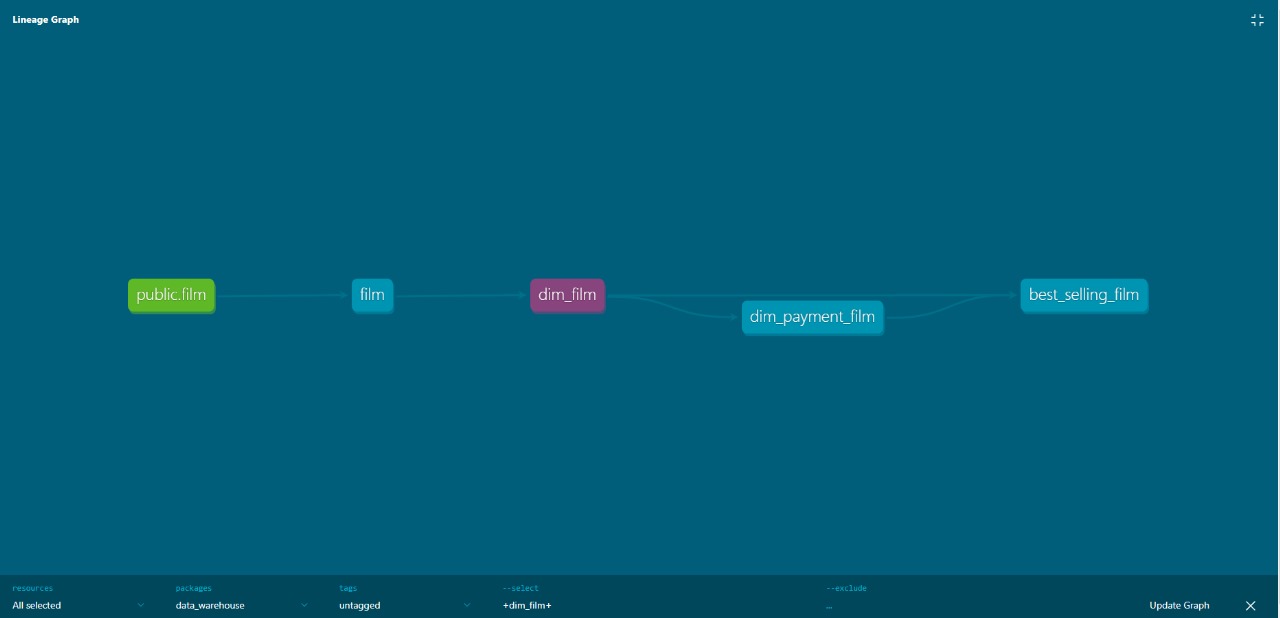 Lineage Graph
public.film
film
dim_film
dim_payment_film
best_selling_film
resources
All selected
packages
data_warehouse
tags
untagged
--select
+dim_film+
--exclude
...
Update Graph